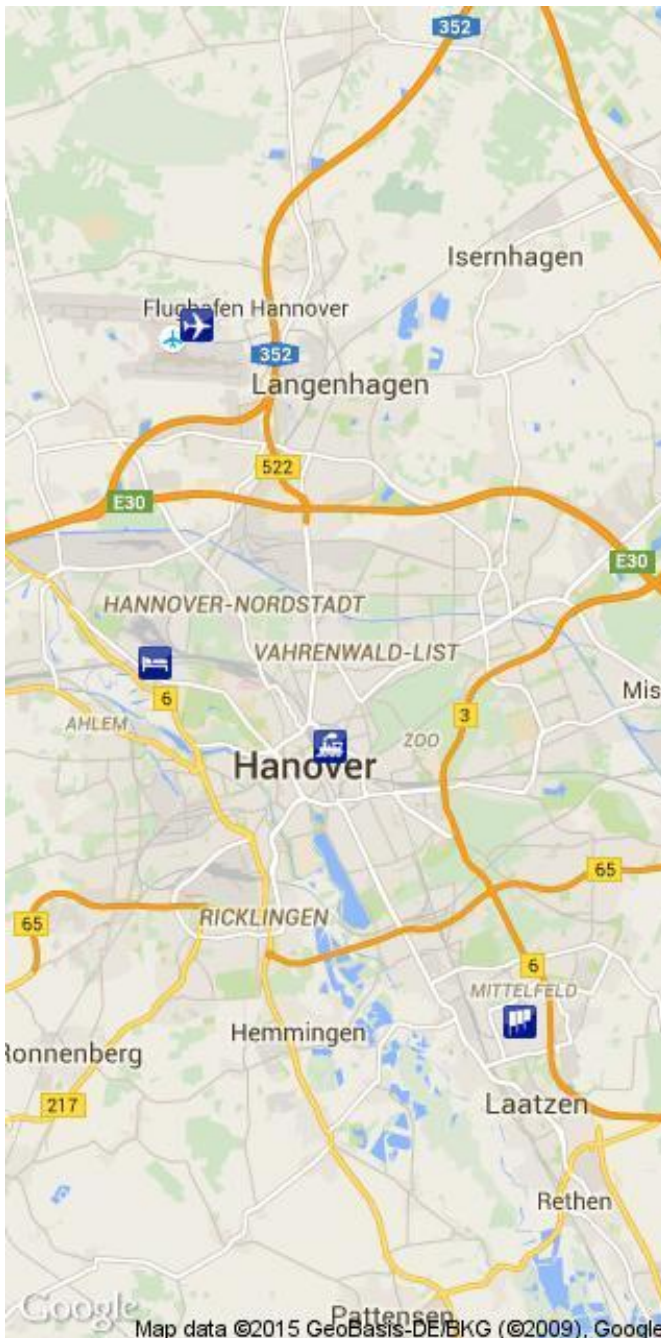 352
Isernhagen
Flughafen Hannover
352
Langenhagen
522
E30
E30
HANNOVER-NORDSTADT
VAHRENWALD-LIST
6
Mis
AHLEM
3
ZOO
Hanover
65
RICKLINGEN
65
6
MITTELFELD
Hemmingen
Ronnenberg
217
Laatzen
Rethen
Google
Pattensen
Map data ©2015 GeoBasis-DE/BKG (©2009), Google